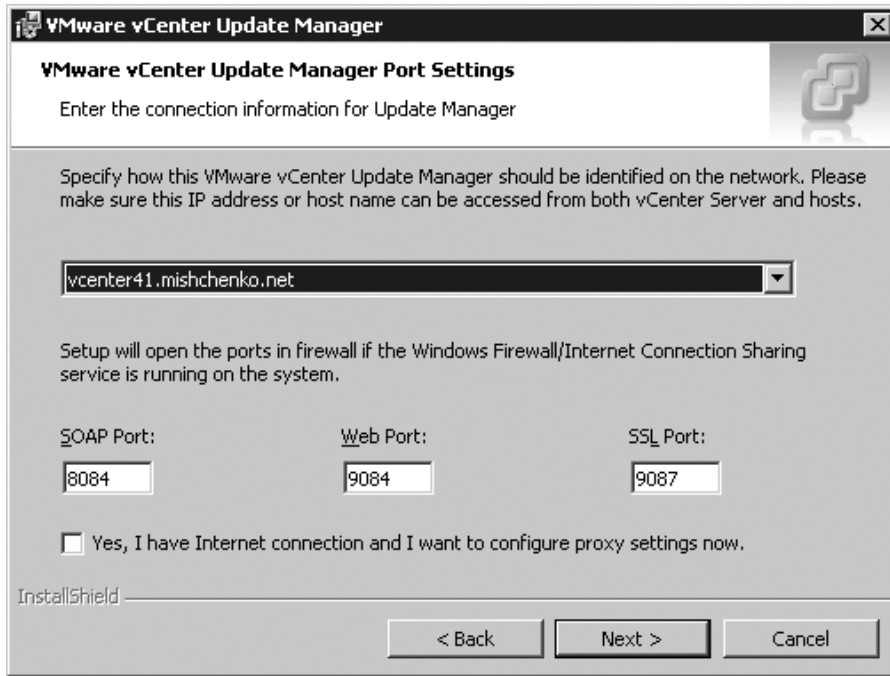 VMware vCenter Update Manager
VMware vCenter Update Manager Port Settings
Enter the connection information for Update Manager
Specify how this VMware vCenter Update Manager should be identified on the network. Please
make sure this IP address or host name can be accessed from both vCenter Server and hosts.
vcenter41.mishchenko.net
Setup will open the ports in firewall if the Windows Firewall/Internet Connection Sharing
service is running on the system.
SOAP Port: Web Port: SSL Port:
8084 9084 9087
Yes, I have Internet connection and I want to configure proxy settings now.
InstallShield
< Back Next > Cancel